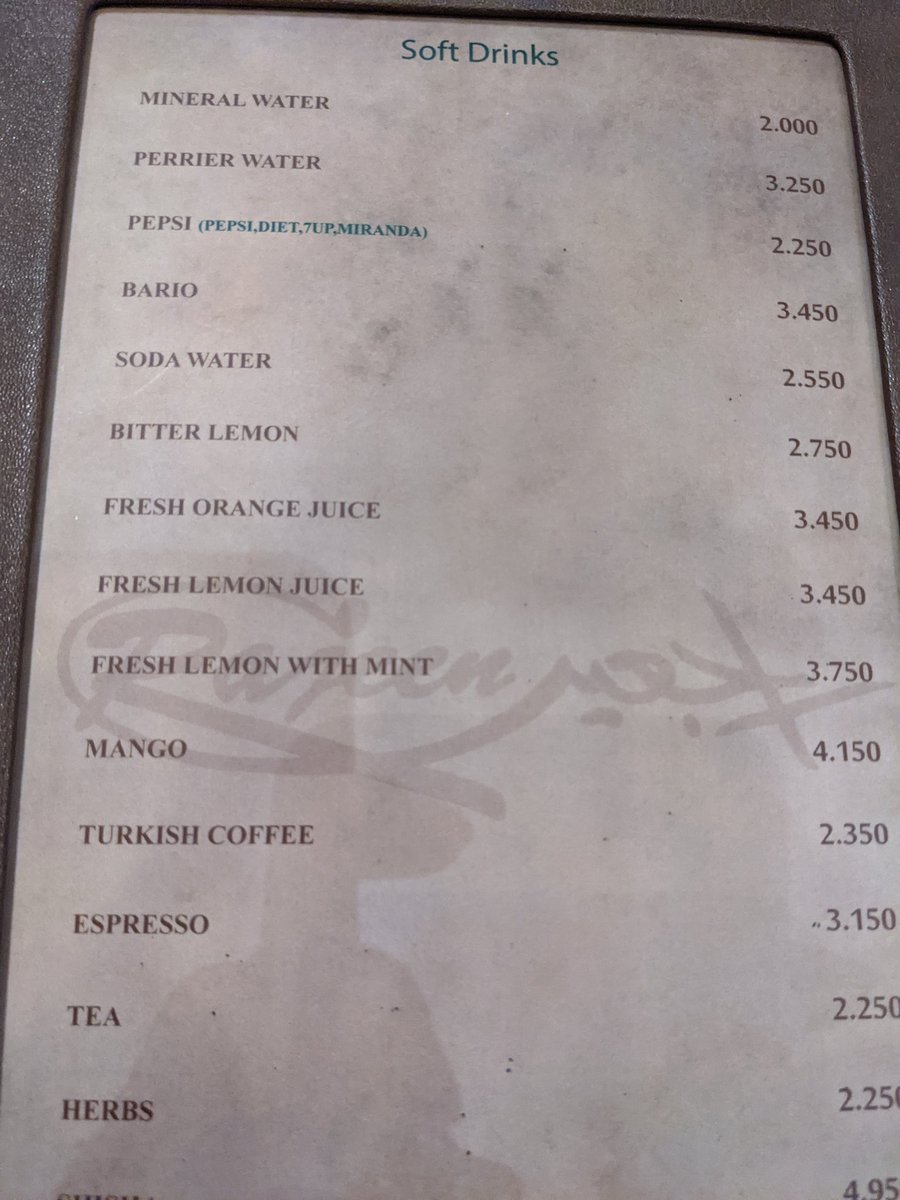 Soft Drinks
MINERAL WATER 2.000
PERRIER WATER 3.250
PEPSI (PEPSI,DIET,7UP,MIRANDA) 2.250
BARIO 3.450
SODA WATER 2.550
BITTER LEMON 2.750
FRESH ORANGE JUICE 3.450
FRESH LEMON JUICE 3.450
FRESH LEMON WITH MINT 3.750
MANGO 4.150
TURKISH COFFEE 2.350
ESPRESSO 3.150
TEA 2.250
HERBS 2.250
4.95